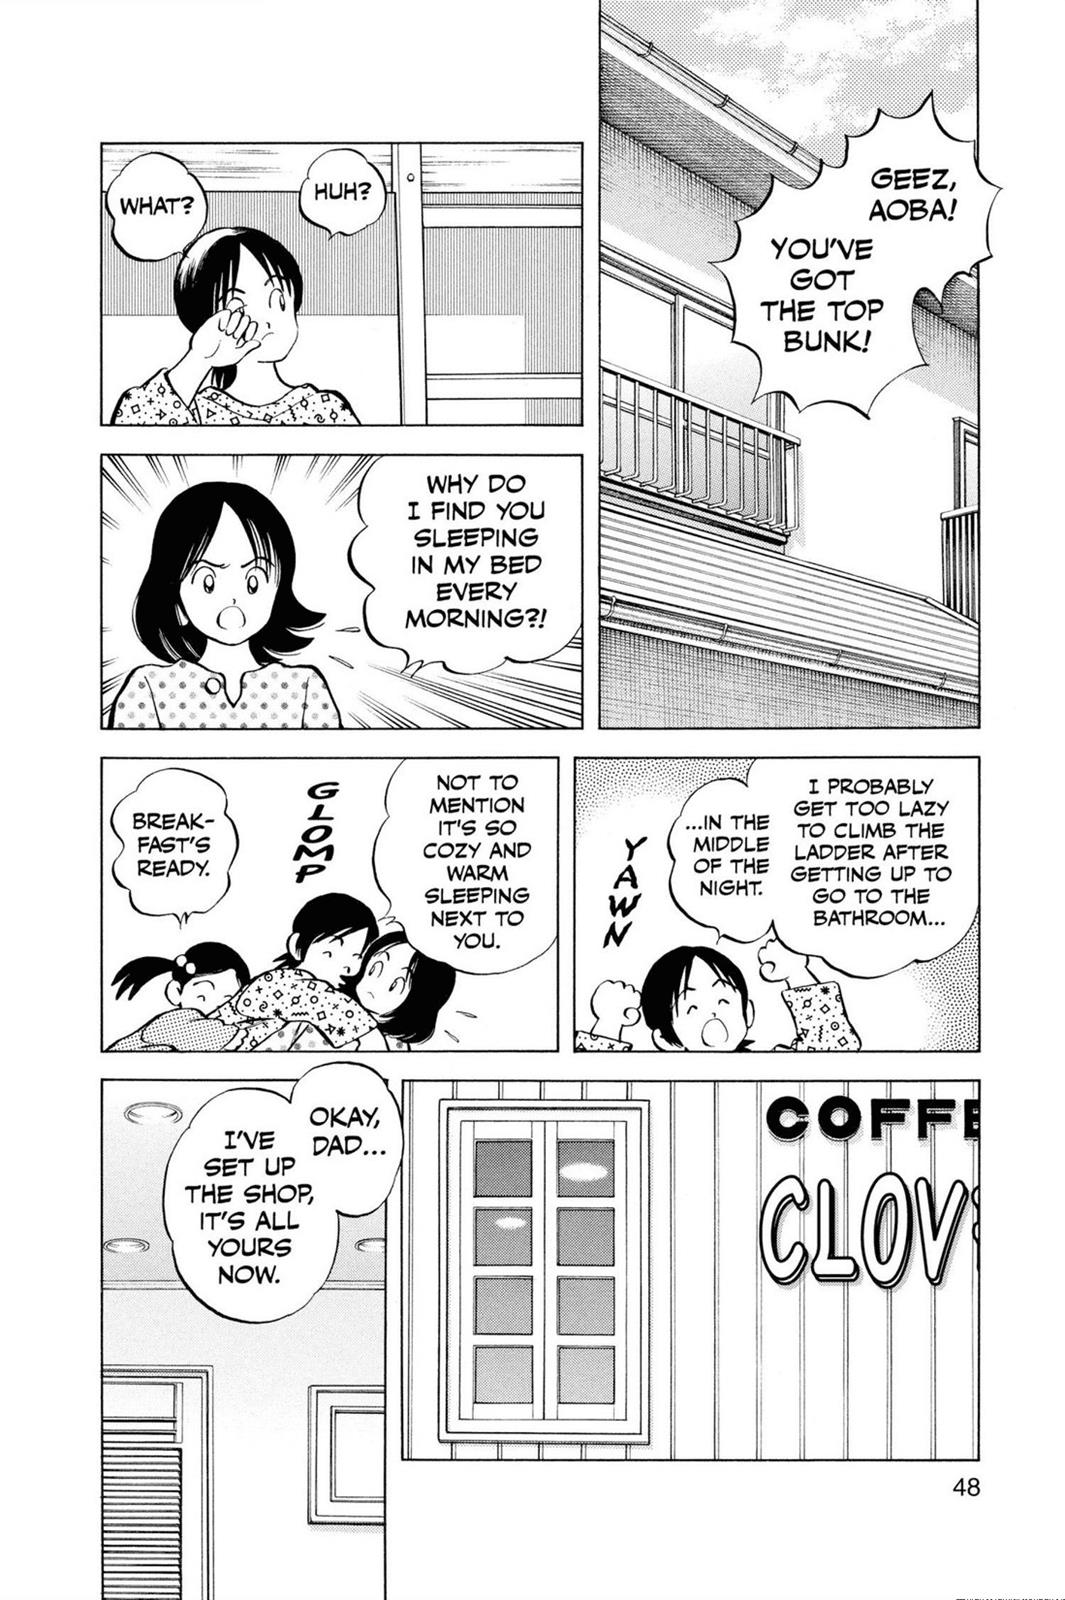 GEEZ,
AOBA!
YOU'VE
GOT
THE TOP
BUNK!
HUH?
WHAT?
WHY DO
I FIND YOU
SLEEPING
IN MY BED
EVERY
MORNING?!
I PROBABLY
GET TOO LAZY
TO CLIMB THE
LADDER AFTER
GETTING UP TO
GO TO THE
BATHROOM...
...IN THE
MIDDLE
OF THE
NIGHT.
YAWN
NOT TO
MENTION
IT'S SO
COZY AND
WARM
SLEEPING
NEXT TO
YOU.
GLOMP
BREAK-
FAST'S
READY.
COFFE
CLOV
OKAY,
DAD...
I'VE
SET UP
THE SHOP,
IT'S ALL
YOURS
NOW.
48